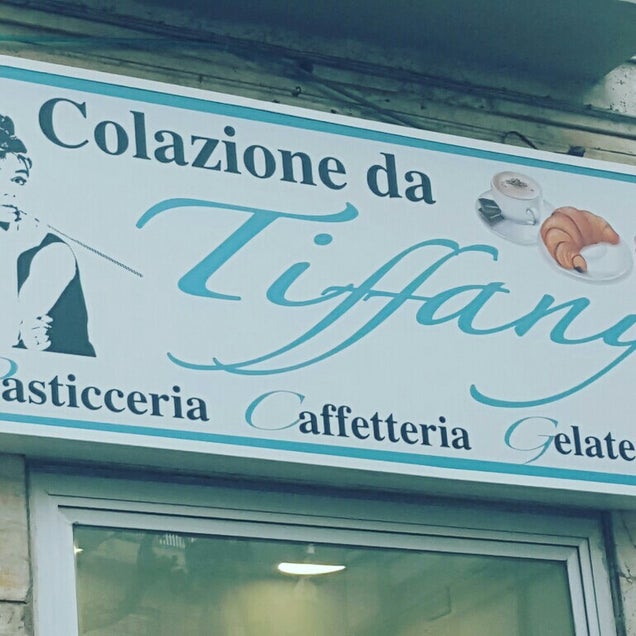 Colazione da
Tiffany
Pasticceria Caffetteria Gelate